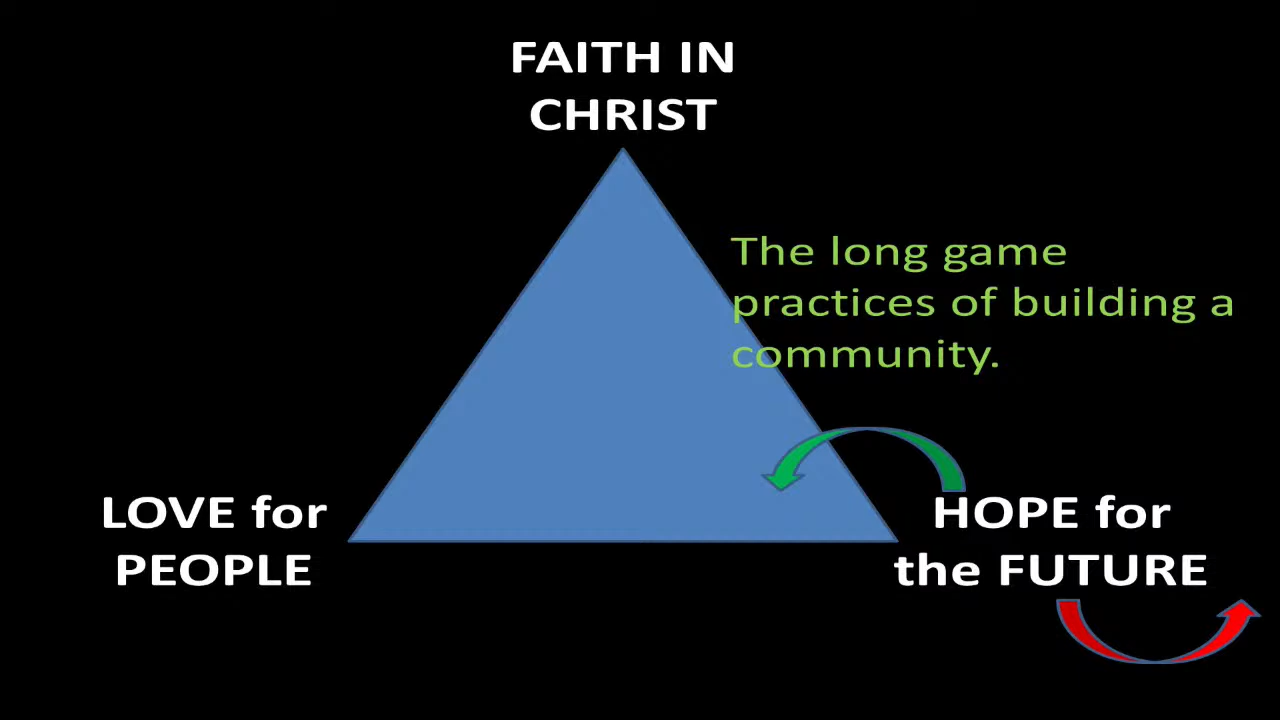 FAITH IN
CHRIST
The long game
practices of building a
community.
LOVE for
PEOPLE
HOPE for
the FUTURE